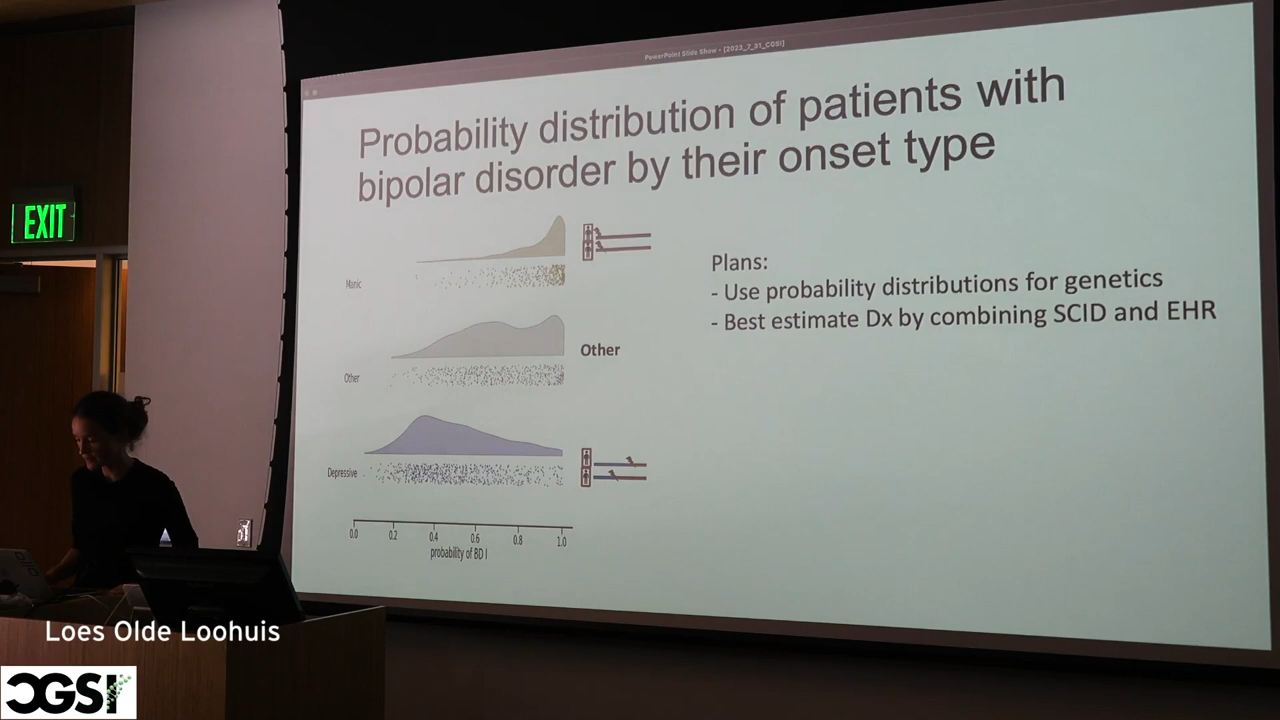 PowerPoint Slide Show - [2023_7_31_CGSI]
Probability distribution of patients with
bipolar disorder by their onset type
EXIT
Manic
Other
Other
Depressive
0.0 0.2 0.4 0.6 0.8 1.0
probability of BD I
Plans:
- Use probability distributions for genetics
- Best estimate Dx by combining SCID and EHR
Loes Olde Loohuis
CGSI